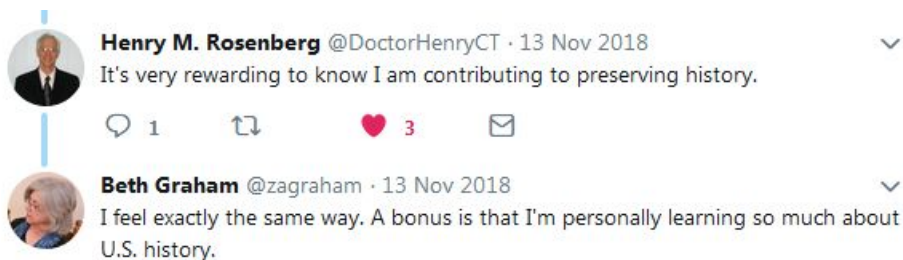 Henry M. Rosenberg @DoctorHenryCT · 13 Nov 2018
It's very rewarding to know I am contributing to preserving history.
1 3
Beth Graham @zagraham · 13 Nov 2018
I feel exactly the same way. A bonus is that I'm personally learning so much about
U.S. history.